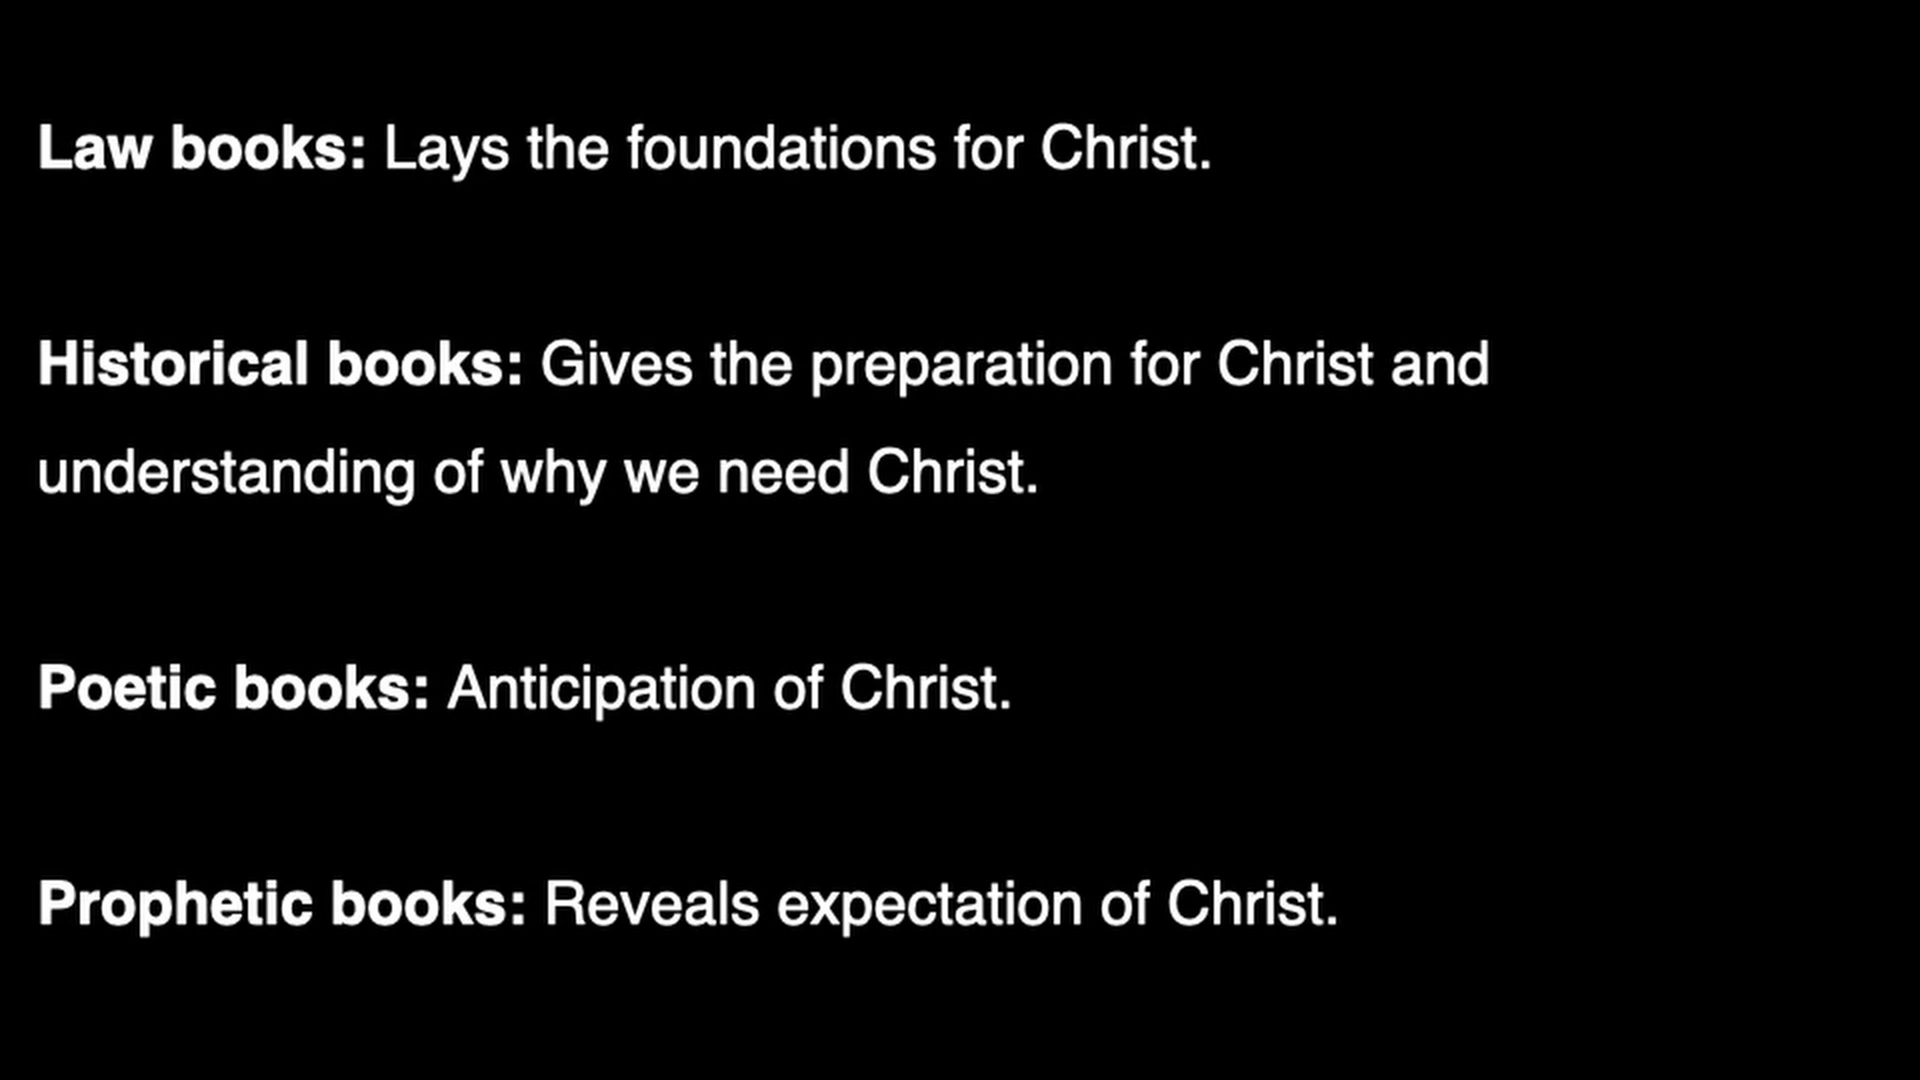 Law books: Lays the foundations for Christ.
Historical books: Gives the preparation for Christ and
understanding of why we need Christ.
Poetic books: Anticipation of Christ.
Prophetic books: Reveals expectation of Christ.